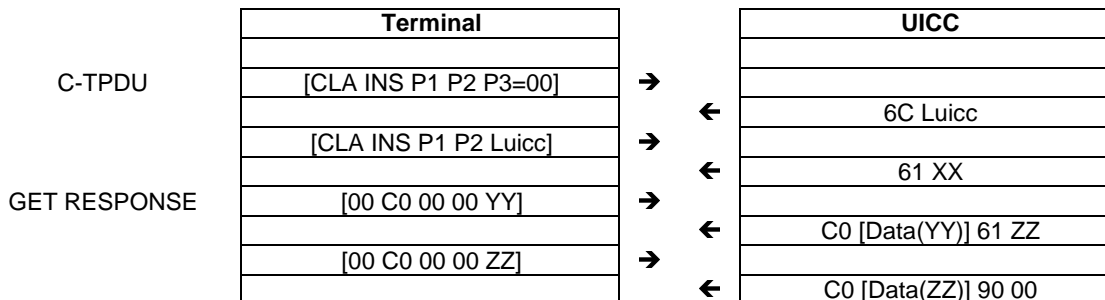 Terminal UICC
C-TPDU [CLA INS P1 P2 P3=00] ➔
🡰 6C Luicc
[CLA INS P1 P2 Luicc] ➔
🡰 61 XX
GET RESPONSE [00 C0 00 00 YY] ➔
🡰 C0 [Data(YY)] 61 ZZ
[00 C0 00 00 ZZ] ➔
🡰 C0 [Data(ZZ)] 90 00